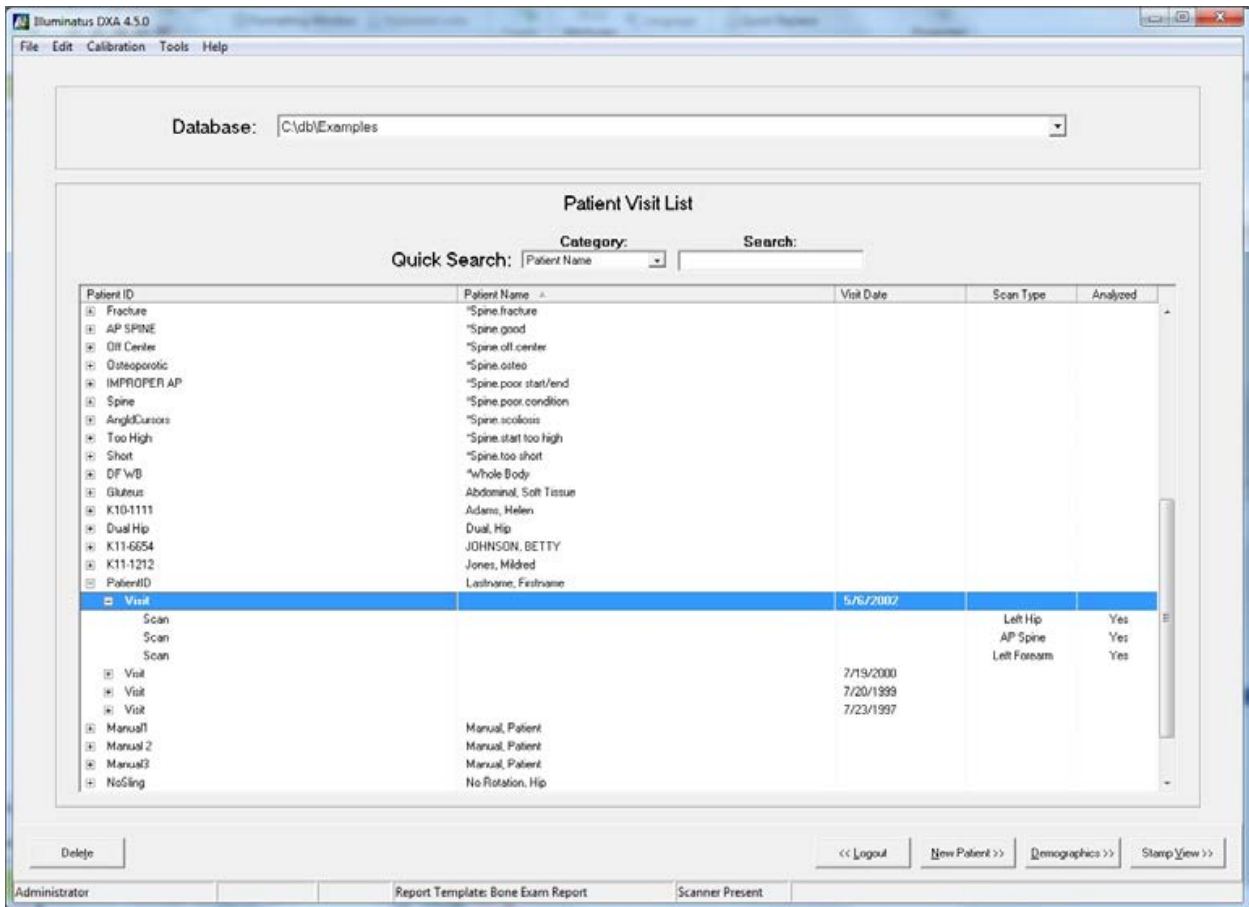 Illuminatus DXA 4.5.0
File Edit Calibration Tools Help
Database: C:\db\Examples
Patient Visit List
Category: Search:
Quick Search: Patient Name
Patient ID Patient Name Visit Date Scan Type Analyzed
Fracture *Spine.fracture
AP SPINE *Spine.good
Off Center *Spine.off.center
Osteoporotic *Spine.osteo
IMPROPER AP *Spine.poor start/end
Spine *Spine.poor.condition
AngldCursors *Spine.scoliosis
Too High *Spine.start too high
Short *Spine.too short
DF WB *Whole Body
Gluteus Abdominal, Soft Tissue
K10-1111 Adams, Helen
Dual Hip Dual, Hip
K11-6654 JOHNSON, BETTY
K11-1212 Jones, Mildred
PatientID Lastname, Firstname
Visit 5/6/2002
Scan Left Hip Yes
Scan AP Spine Yes
Scan Left Forearm Yes
Visit 7/19/2000
Visit 7/20/1999
Visit 7/23/1997
Manual1 Manual, Patient
Manual 2 Manual, Patient
Manual3 Manual, Patient
NoSling No Rotation, Hip
Delete << Logout New Patient >> Demographics >> Stamp View >>
Administrator Report Template: Bone Exam Report Scanner Present